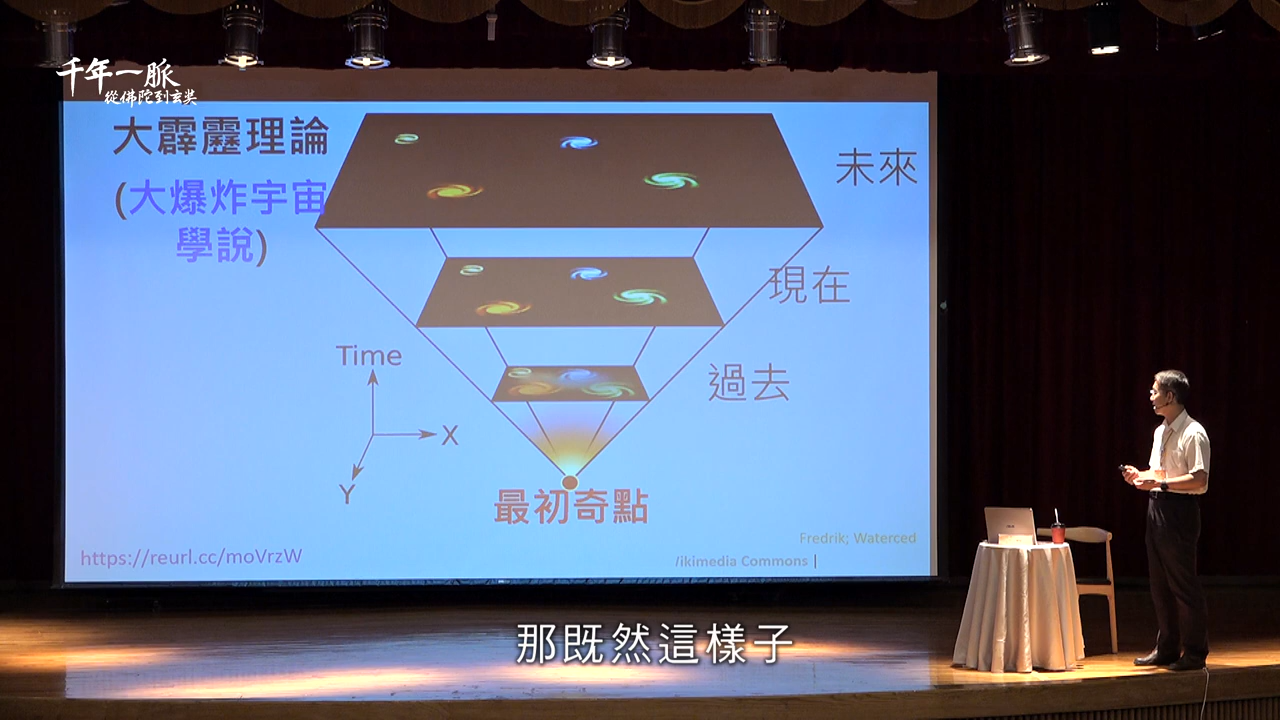 千年一脈
從佛陀到玄奘
大霹靂理論
(大爆炸宇宙
學說)
未來
現在
過去
Time
X
Y
最初奇點
https://reurl.cc/moVrzW
Fredrik; Waterced
/ikimedia Commons
那既然這樣子